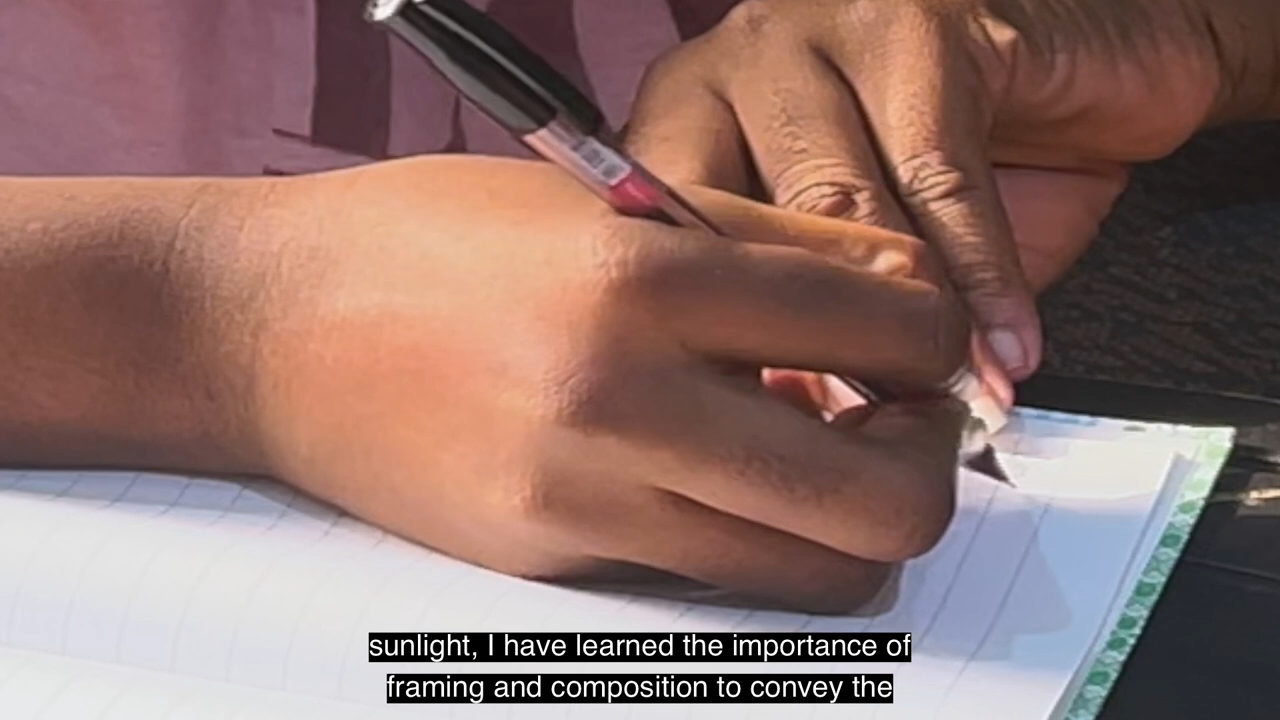 sunlight, I have learned the importance of
framing and composition to convey the